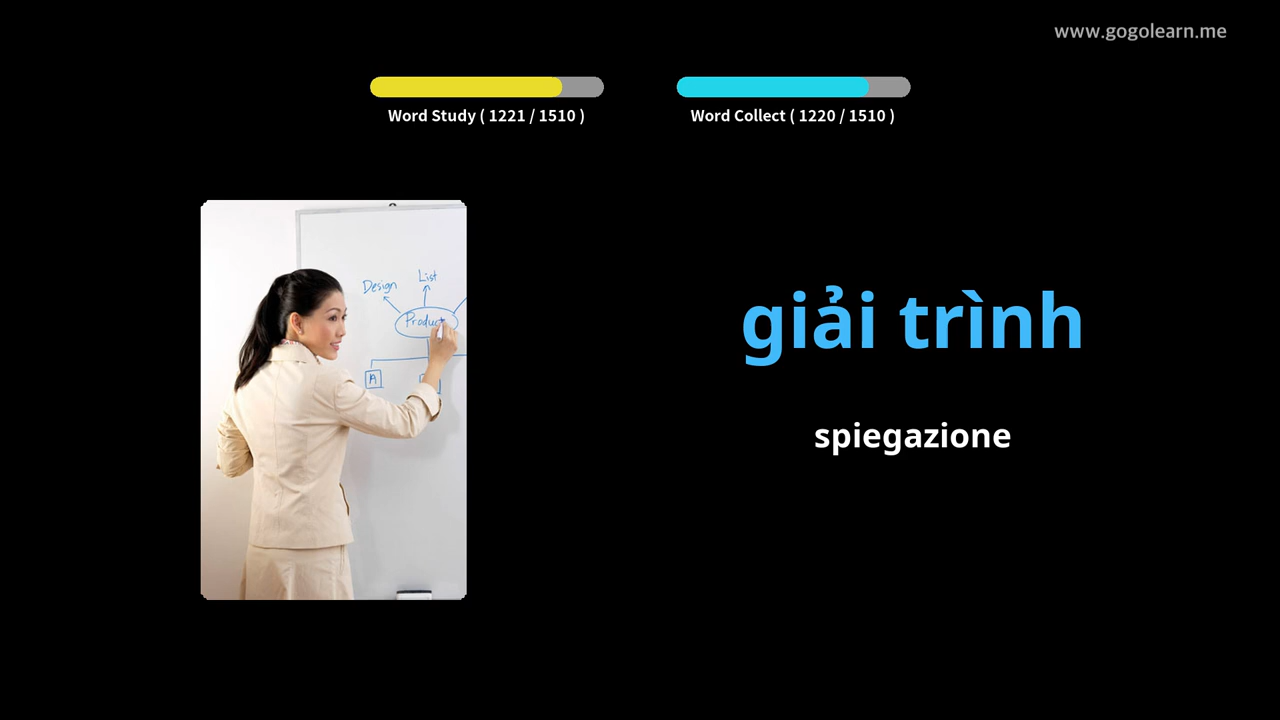 www.gogolearn.me
Word Study ( 1221 / 1510 )
Word Collect ( 1220 / 1510 )
List
Design
Product
A
giải trình
spiegazione